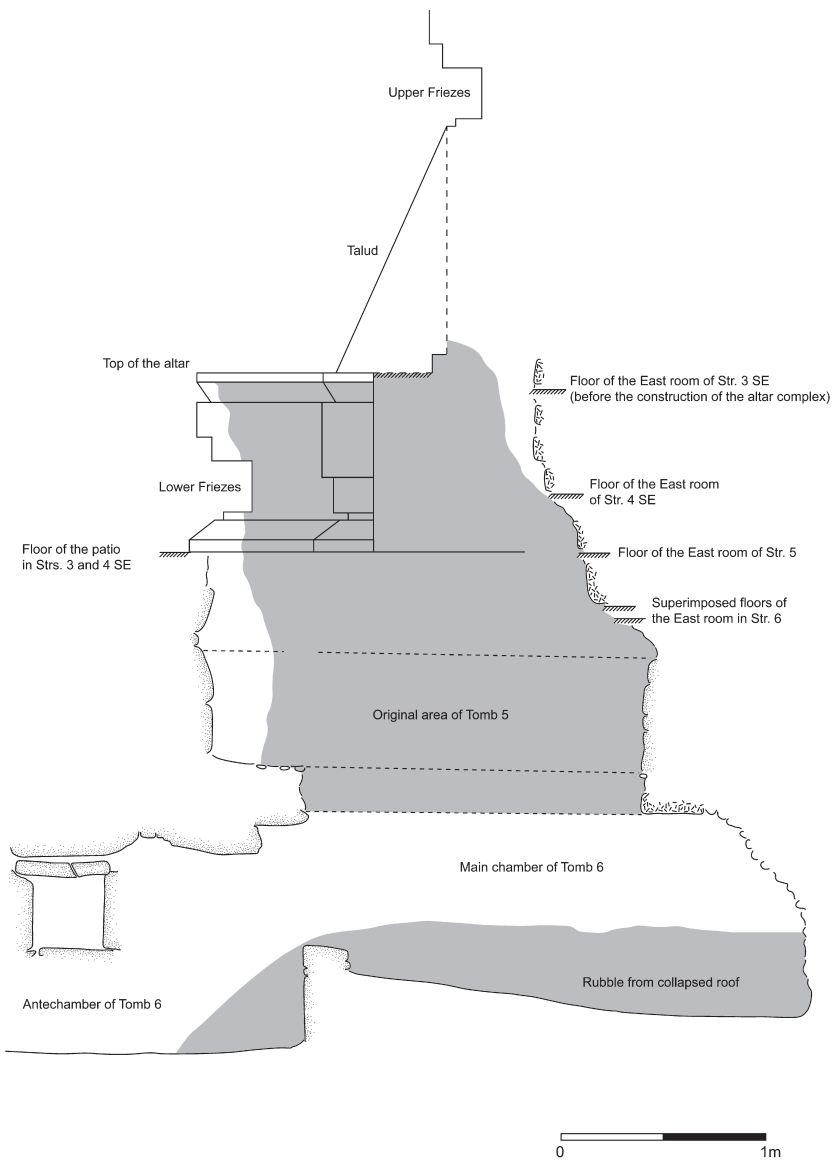 Upper Friezes
Talud
Top of the altar
Floor of the East room of Str. 3 SE
(before the construction of the altar complex)
Lower Friezes
Floor of the East room
of Str. 4 SE
Floor of the patio
in Strs. 3 and 4 SE
Floor of the East room of Str. 5
Superimposed floors of
the East room in Str. 6
Original area of Tomb 5
Main chamber of Tomb 6
Rubble from collapsed roof
Antechamber of Tomb 6
0 1m